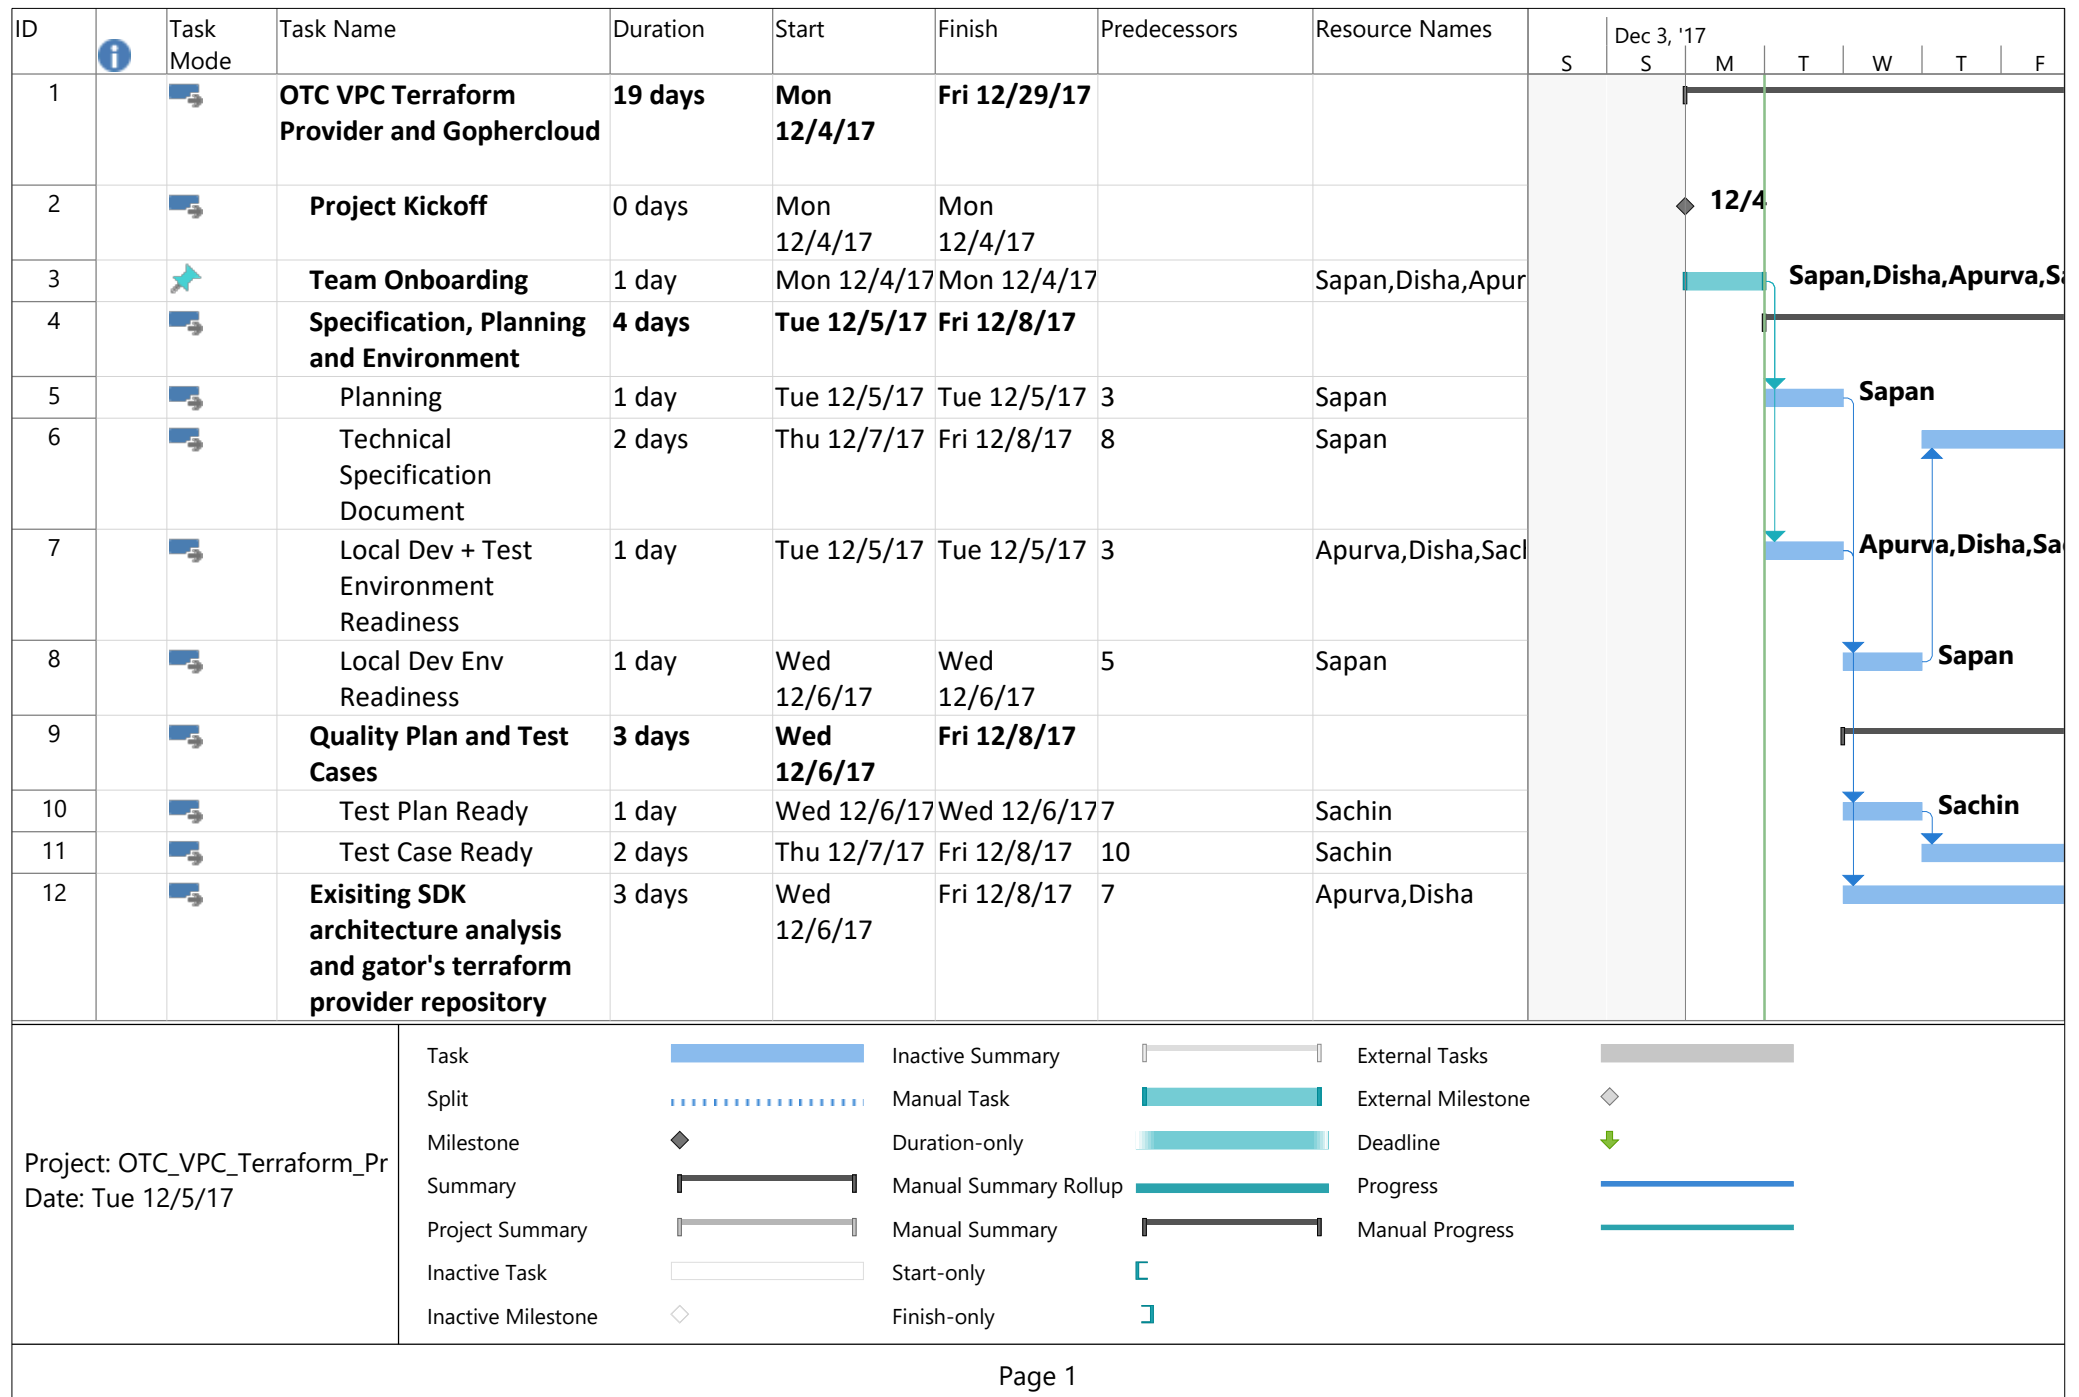 ID Task Mode Task Name Duration Start Finish Predecessors Resource Names
Dec 3, '17
S S M T W T F
1 OTC VPC Terraform Provider and Gophercloud 19 days Mon 12/4/17 Fri 12/29/17
2 Project Kickoff 0 days Mon 12/4/17 Mon 12/4/17 12/4
3 Team Onboarding 1 day Mon 12/4/17 Mon 12/4/17 Sapan,Disha,Apur Sapan,Disha,Apurva,Sa
4 Specification, Planning and Environment 4 days Tue 12/5/17 Fri 12/8/17
5 Planning 1 day Tue 12/5/17 Tue 12/5/17 3 Sapan Sapan
6 Technical Specification Document 2 days Thu 12/7/17 Fri 12/8/17 8 Sapan
7 Local Dev + Test Environment Readiness 1 day Tue 12/5/17 Tue 12/5/17 3 Apurva,Disha,Sach Apurva,Disha,Sac
8 Local Dev Env Readiness 1 day Wed 12/6/17 Wed 12/6/17 5 Sapan Sapan
9 Quality Plan and Test Cases 3 days Wed 12/6/17 Fri 12/8/17
10 Test Plan Ready 1 day Wed 12/6/17 Wed 12/6/17 7 Sachin Sachin
11 Test Case Ready 2 days Thu 12/7/17 Fri 12/8/17 10 Sachin
12 Exisiting SDK architecture analysis and gator's terraform provider repository 3 days Wed 12/6/17 Fri 12/8/17 7 Apurva,Disha
Project: OTC_VPC_Terraform_Pr
Date: Tue 12/5/17
Task
Split
Milestone
Summary
Project Summary
Inactive Task
Inactive Milestone
Inactive Summary
Manual Task
Duration-only
Manual Summary Rollup
Manual Summary
Start-only
Finish-only
External Tasks
External Milestone
Deadline
Progress
Manual Progress
Page 1